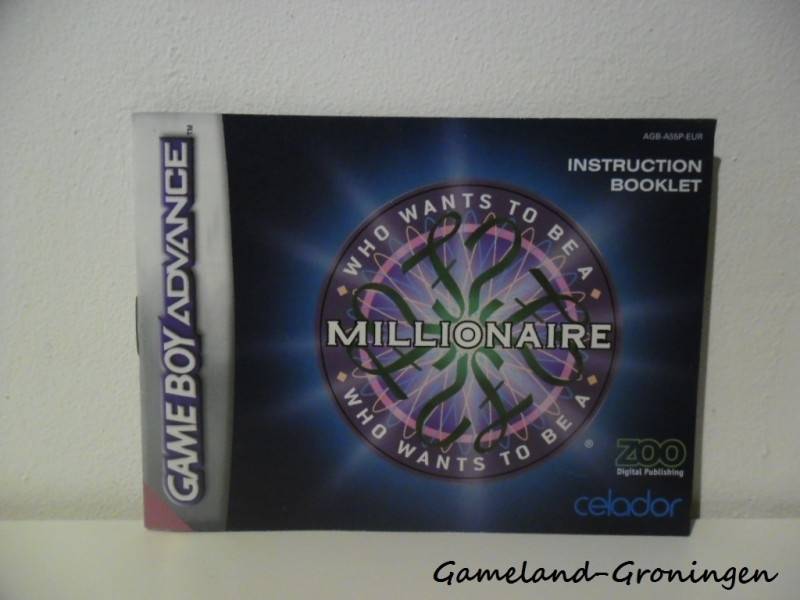 GAME BOY ADVANCE™
AGB-A55P-EUR
INSTRUCTION
BOOKLET
WHO WANTS TO BE A
MILLIONAIRE
WHO WANTS TO BE A
®
ZOO
Digital Publishing
celador
Gameland-Groningen